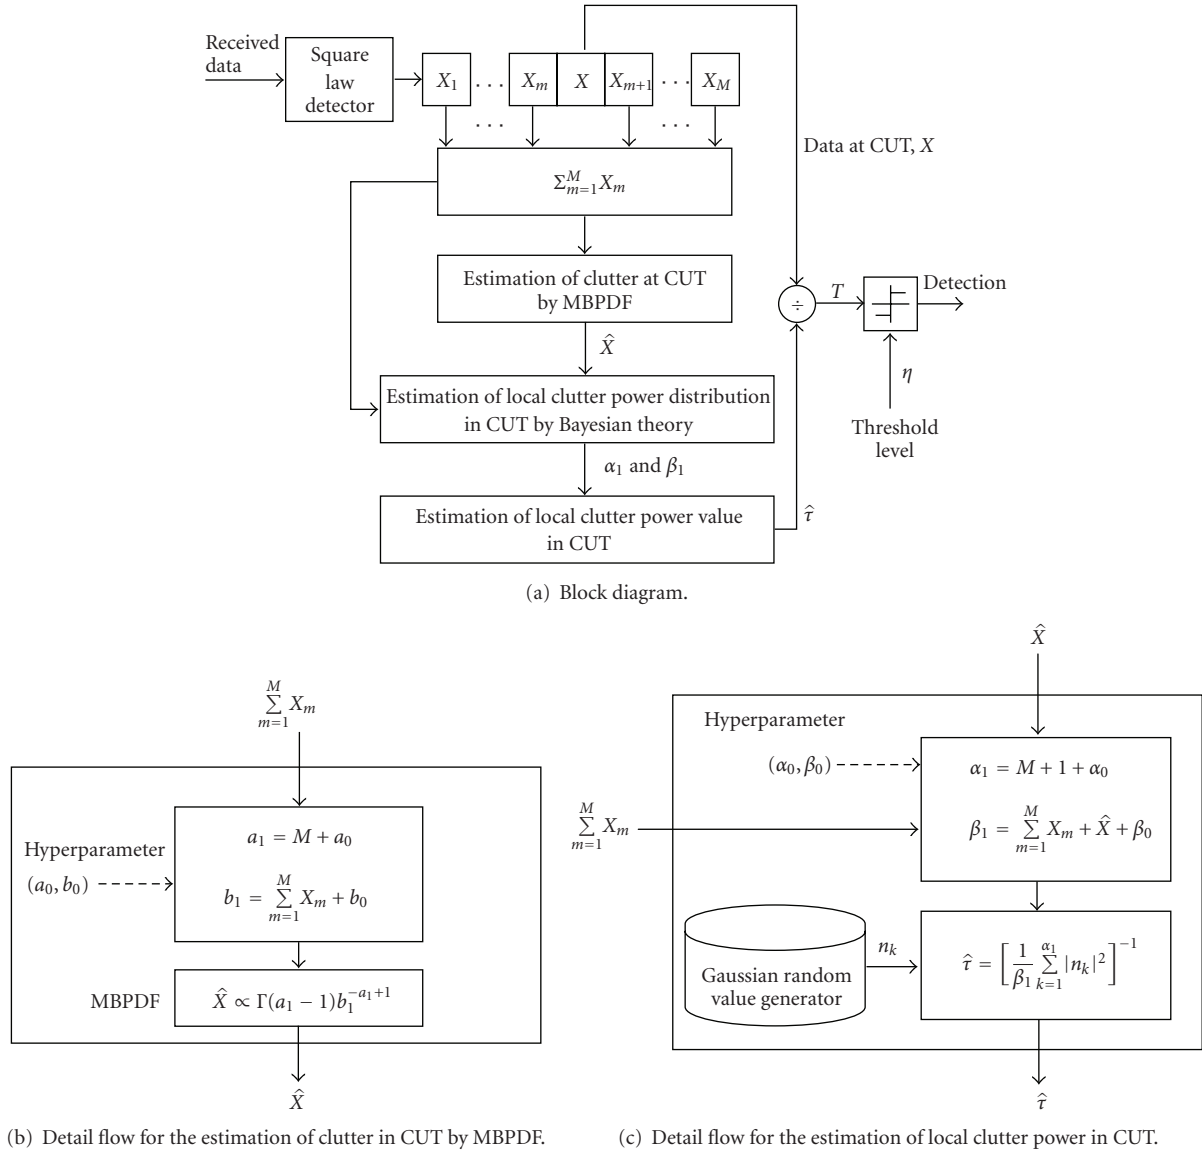 Received
data
Square
law
detector
X₁ . . . Xₘ X Xₘ₊₁ . . . X_M
. . . . . .
Data at CUT, X
Σ_{m=1}^{M} Xₘ
Estimation of clutter at CUT
by MBPDF
÷
T
Detection
X̂
η
Threshold
level
Estimation of local clutter power distribution
in CUT by Bayesian theory
α₁ and β₁
Estimation of local clutter power value
in CUT
τ̂
(a) Block diagram.
Σ_{m=1}^{M} Xₘ
Hyperparameter
(a₀, b₀)
a₁ = M + a₀
b₁ = Σ_{m=1}^{M} Xₘ + b₀
MBPDF
X̂ ∝ Γ(a₁ − 1)b₁^{−a₁+1}
X̂
(b) Detail flow for the estimation of clutter in CUT by MBPDF.
X̂
Hyperparameter
(α₀, β₀)
α₁ = M + 1 + α₀
Σ_{m=1}^{M} Xₘ
β₁ = Σ_{m=1}^{M} Xₘ + X̂ + β₀
Gaussian random
value generator
nₖ
τ̂ = [ 1/β₁ Σ_{k=1}^{α₁} |nₖ|² ]^{−1}
τ̂
(c) Detail flow for the estimation of local clutter power in CUT.